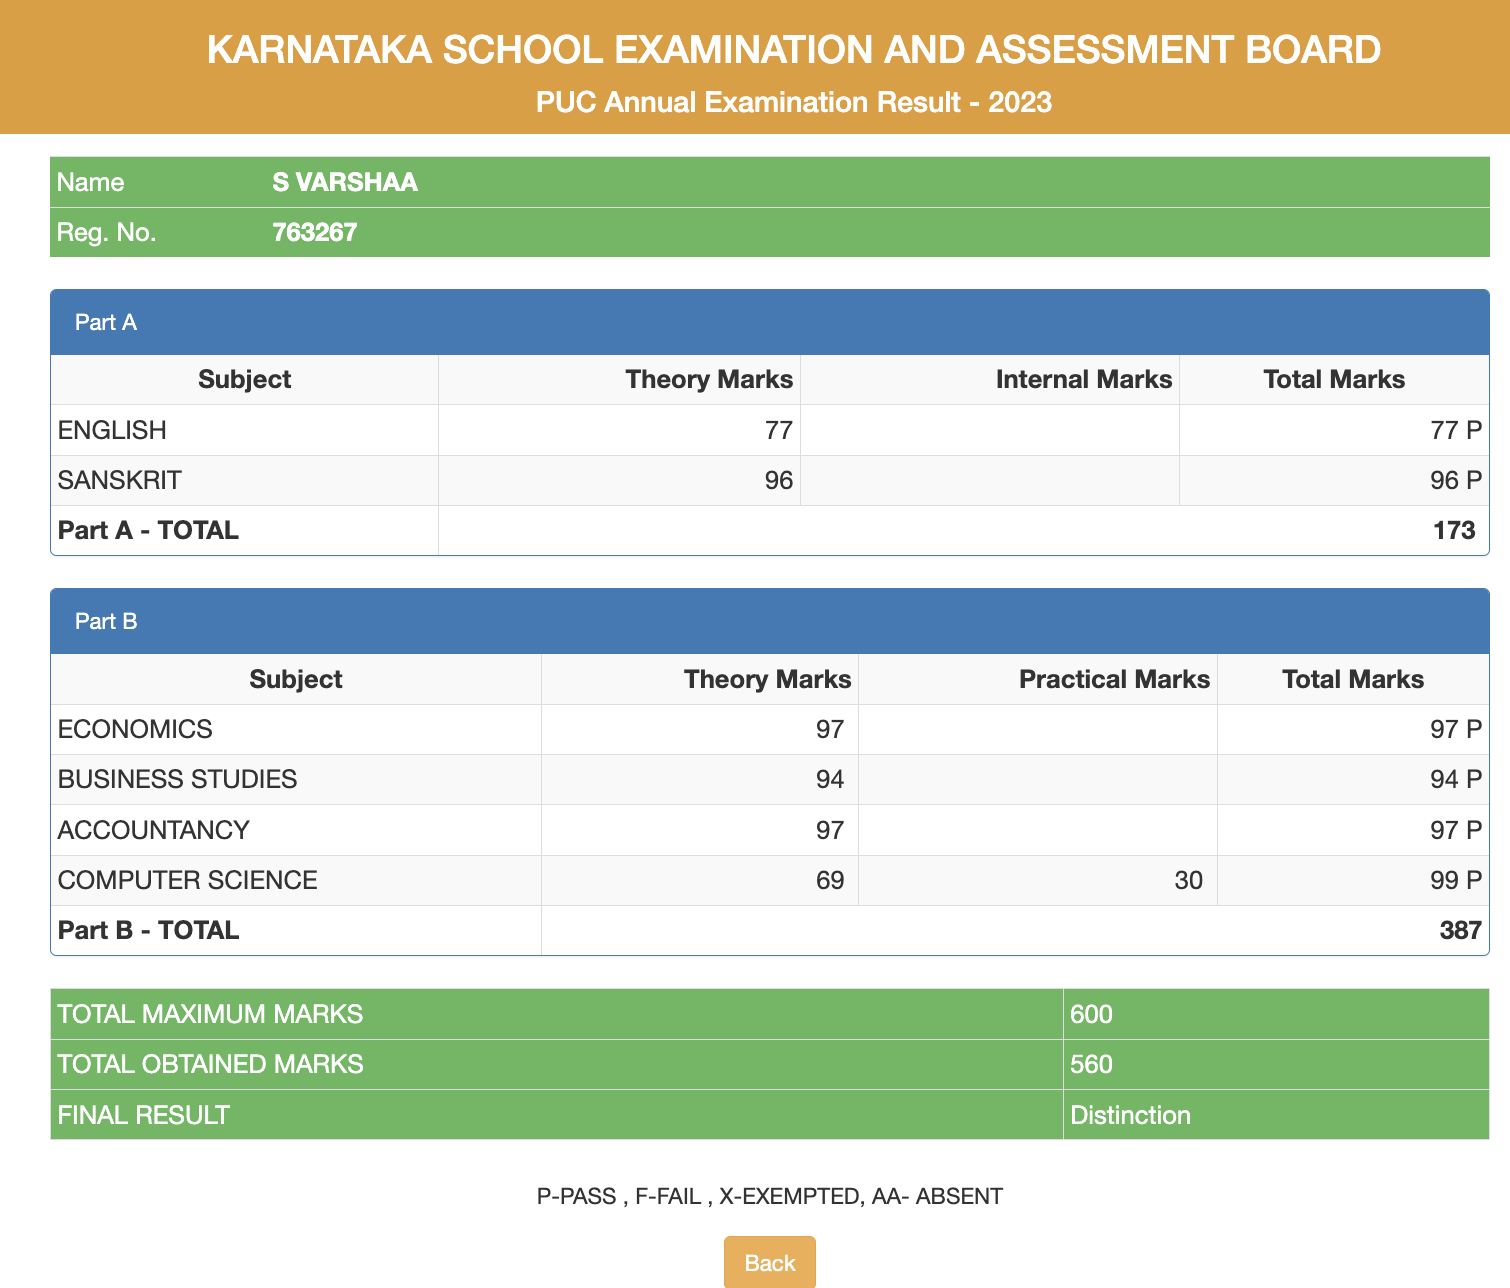 KARNATAKA SCHOOL EXAMINATION AND ASSESSMENT BOARD
PUC Annual Examination Result - 2023
Name S VARSHAA
Reg. No. 763267
Part A
Subject Theory Marks Internal Marks Total Marks
ENGLISH 77 77 P
SANSKRIT 96 96 P
Part A - TOTAL 173
Part B
Subject Theory Marks Practical Marks Total Marks
ECONOMICS 97 97 P
BUSINESS STUDIES 94 94 P
ACCOUNTANCY 97 97 P
COMPUTER SCIENCE 69 30 99 P
Part B - TOTAL 387
TOTAL MAXIMUM MARKS 600
TOTAL OBTAINED MARKS 560
FINAL RESULT Distinction
P-PASS , F-FAIL , X-EXEMPTED, AA- ABSENT
Back